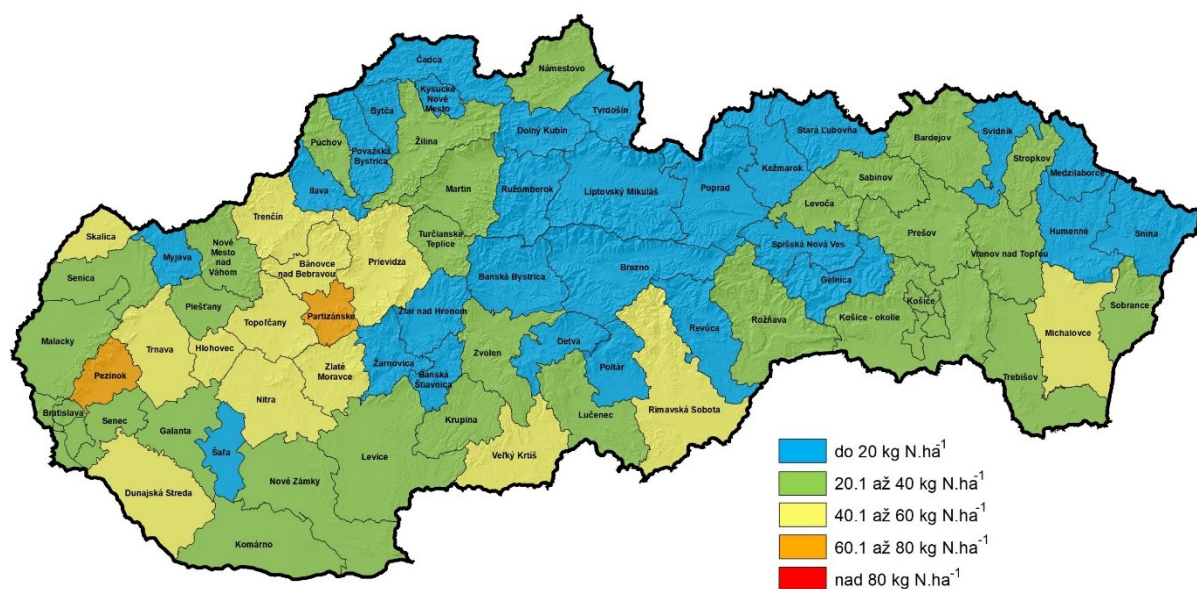 Čadca
Námestovo
Kysucké
Nové
Mesto
Bytča
Tvrdošín
Dolný Kubín
Púchov
Považská
Bystrica
Žilina
Stará Ľubovňa
Svidník
Bardejov
Stropkov
Medzilaborce
Kežmarok
Ilava
Martin
Ružomberok
Liptovský Mikuláš
Poprad
Sabinov
Levoča
Trenčín
Turčianske
Teplice
Prešov
Humenné
Snina
Skalica
Myjava
Nové
Mesto
nad
Váhom
Bánovce
nad Bebravou
Prievidza
Spišská Nová Ves
Vranov nad Topľou
Banská Bystrica
Brezno
Gelnica
Senica
Piešťany
Topoľčany
Partizánske
Žiar nad Hronom
Košice
Sobrance
Košice - okolie
Rožňava
Michalovce
Malacky
Trnava
Hlohovec
Zlaté
Moravce
Žarnovica
Banská
Štiavnica
Zvolen
Detva
Poltár
Revúca
Pezinok
Nitra
Trebišov
Bratislava
Senec
Galanta
Šaľa
Krupina
Lučenec
Rimavská Sobota
Levice
Veľký Krtíš
Dunajská Streda
Nové Zámky
Komárno
do 20 kg N.ha-1
20.1 až 40 kg N.ha-1
40.1 až 60 kg N.ha-1
60.1 až 80 kg N.ha-1
nad 80 kg N.ha-1